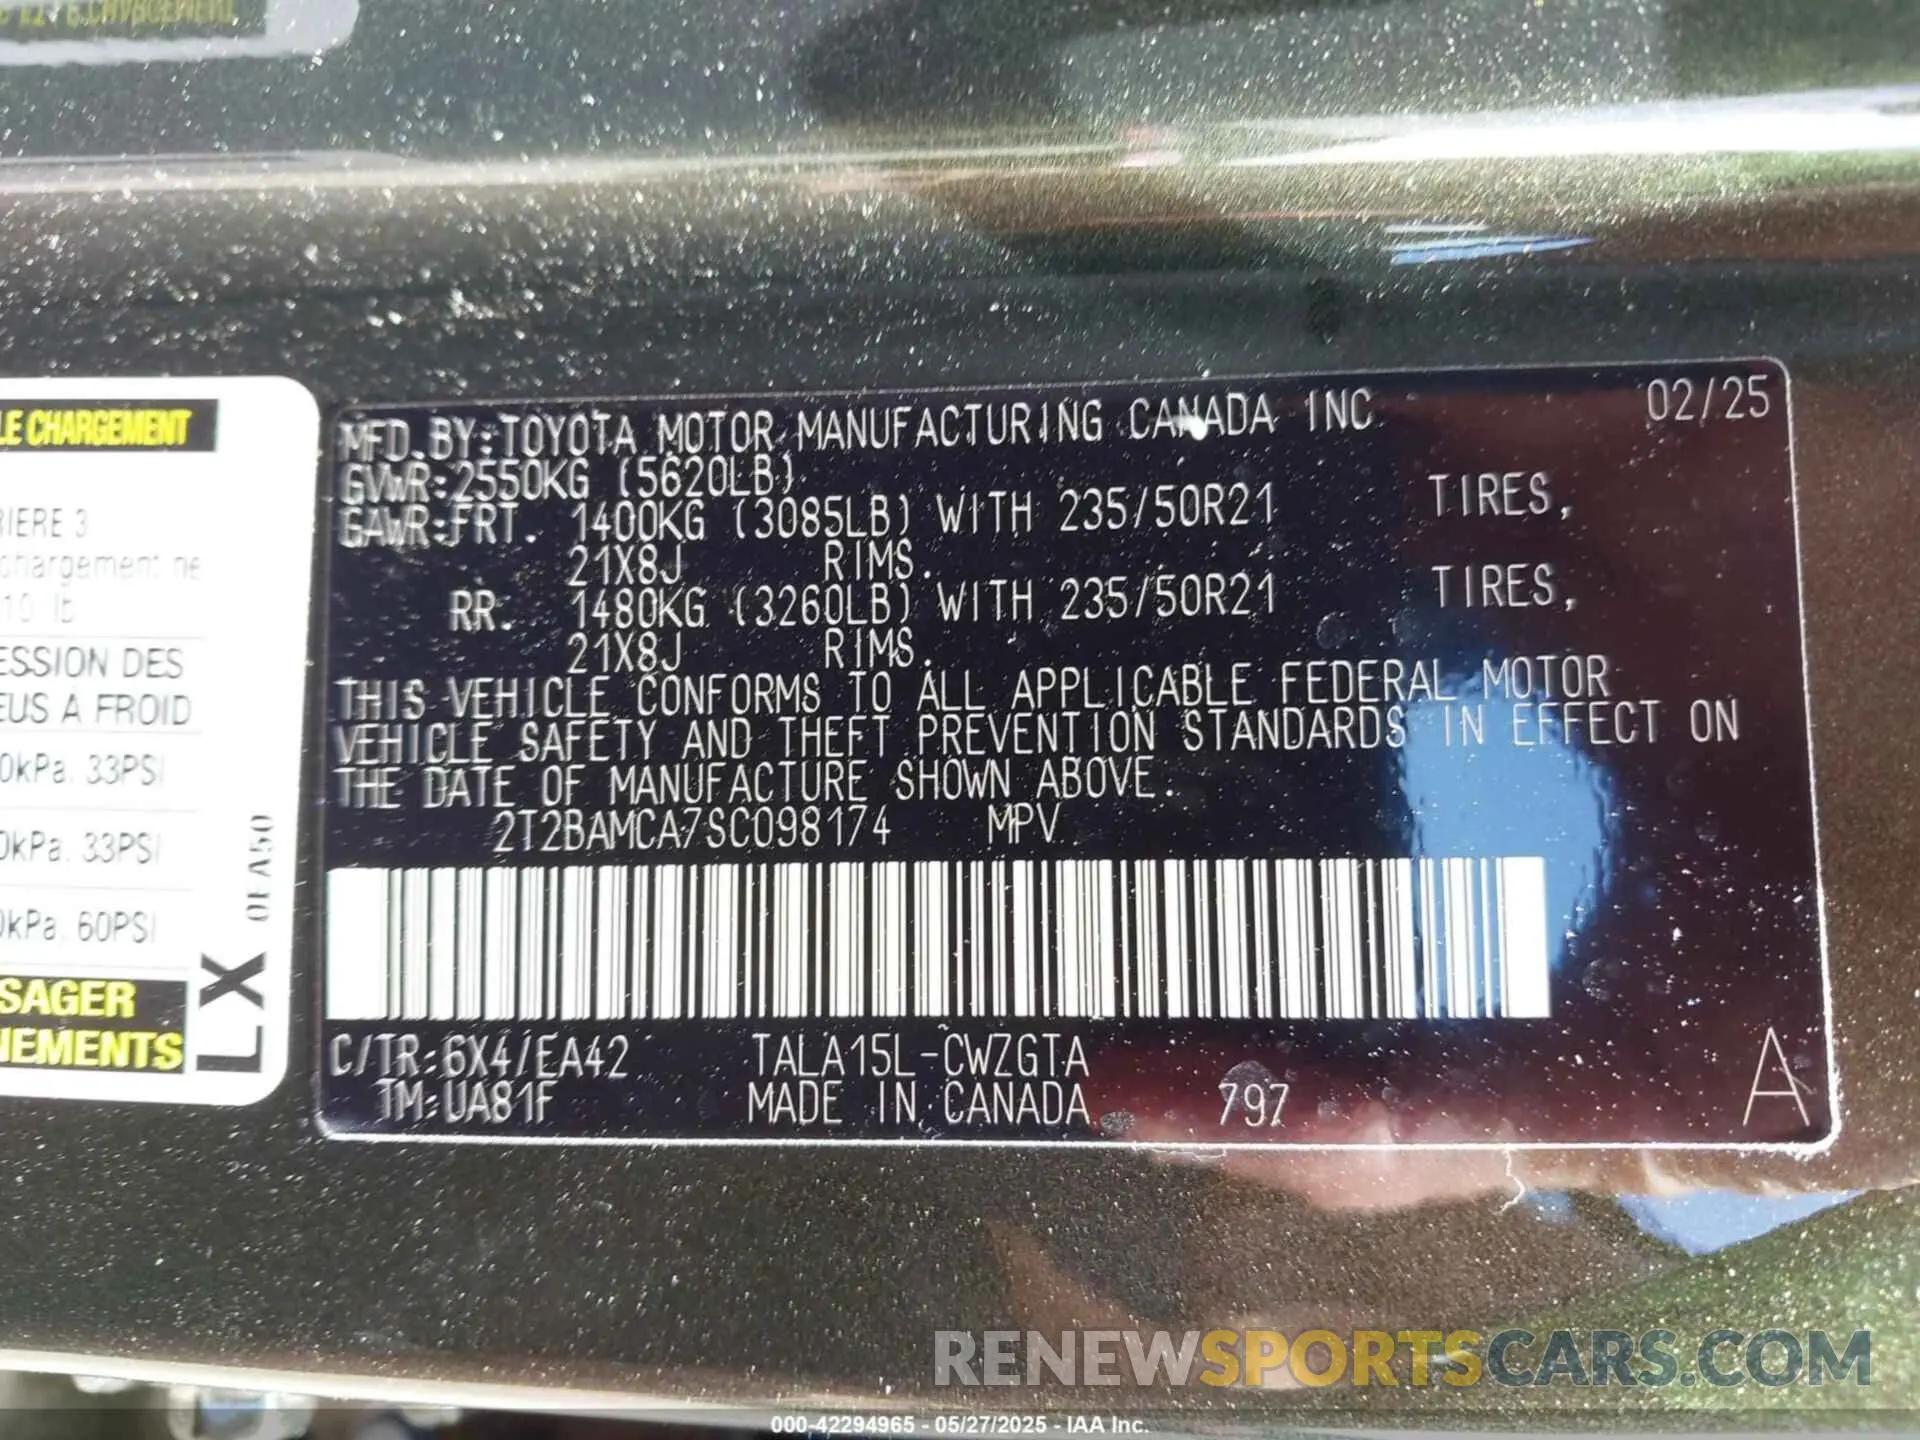 LE CHARGEMENT
IERE 3
chargement ne
10 lb
ESSION DES
EUS A FROID
0kPa. 33PSI
0kPa. 33PSI
0kPa. 60PSI
SAGER
NEMENTS
LX 0EA50
MFD.BY:TOYOTA MOTOR MANUFACTURING CANADA INC 02/25
GVWR:2550KG (5620LB)
GAWR:FRT. 1400KG (3085LB) WITH 235/50R21 TIRES,
21X8J RIMS.
RR. 1480KG (3260LB) WITH 235/50R21 TIRES,
21X8J RIMS.
THIS VEHICLE CONFORMS TO ALL APPLICABLE FEDERAL MOTOR
VEHICLE SAFETY AND THEFT PREVENTION STANDARDS IN EFFECT ON
THE DATE OF MANUFACTURE SHOWN ABOVE.
2T2BAMCA7SC098174 MPV
C/TR:6X4/EA42 TALA15L-CWZGTA
TM:UA81F MADE IN CANADA 797 A
RENEWSPORTSCARS.COM
000-42294965 - 05/27/2025 - IAA Inc.